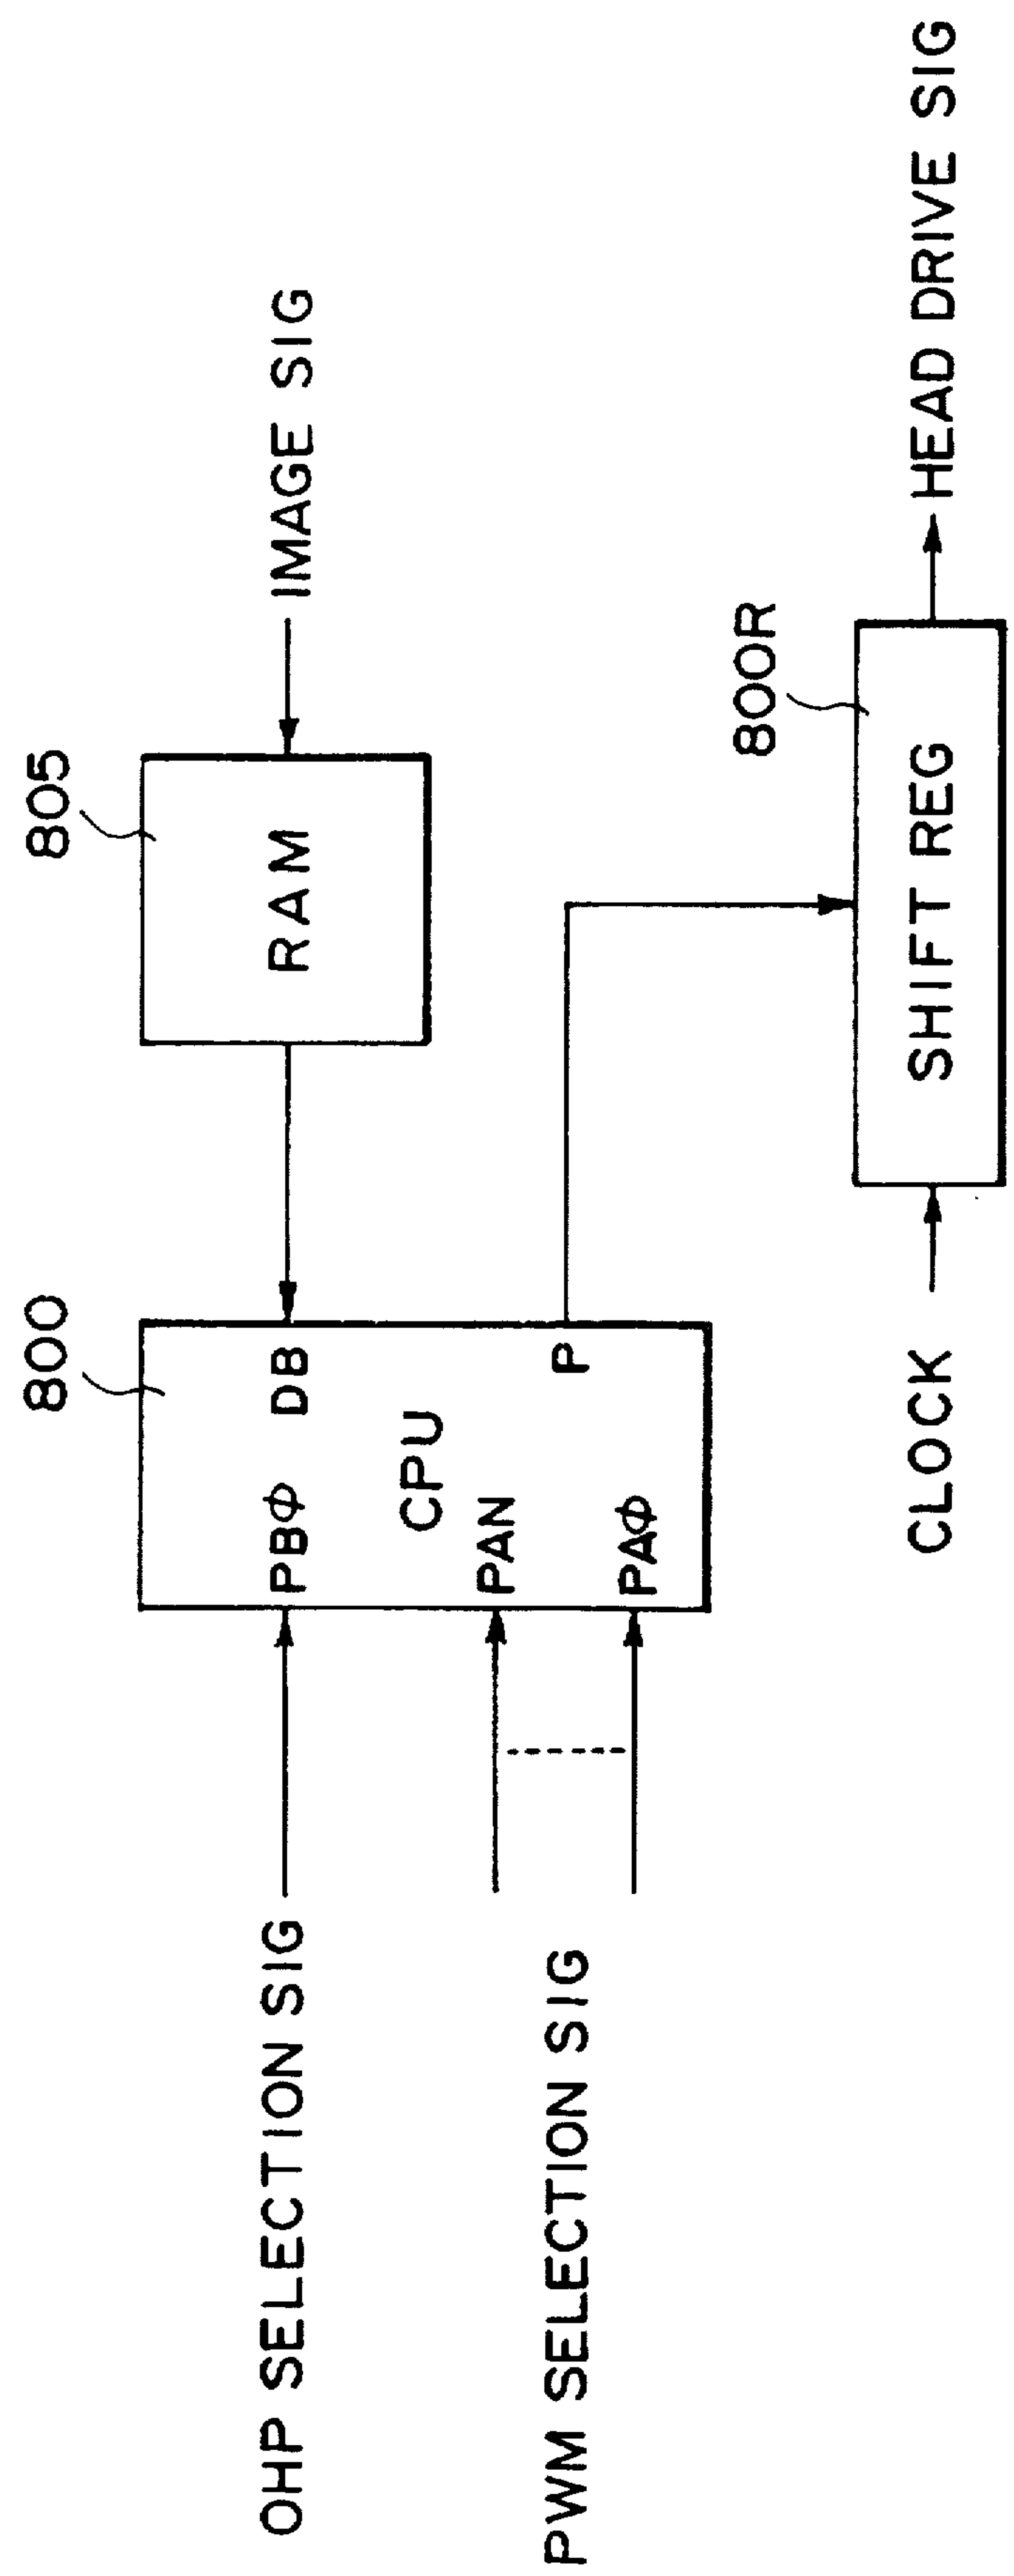 800
805
OHP SELECTION SIG
PBΦ
DB
RAM
IMAGE SIG
CPU
PWM SELECTION SIG
PAN
PAΦ
P
800R
CLOCK
SHIFT REG
HEAD DRIVE SIG